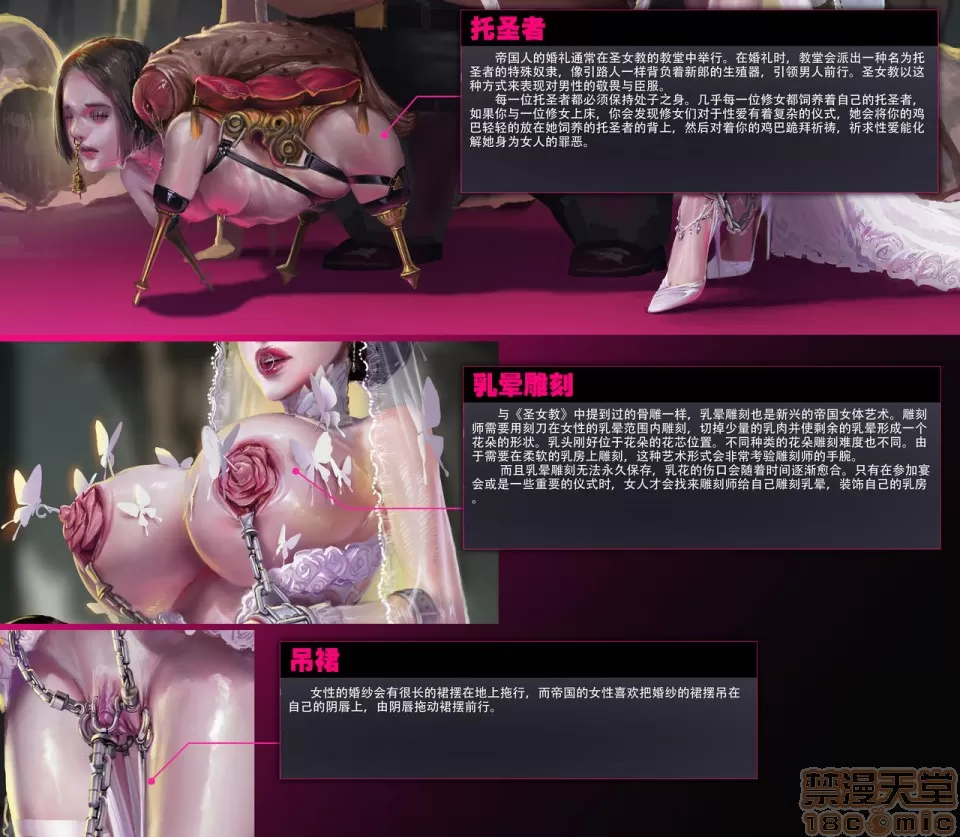 托圣者
帝国人的婚礼通常在圣女教的教堂中举行。在婚礼时，教堂会派出一种名为托
圣者的特殊奴隶，像引路人一样背负着新郎的生殖器，引领男人前行。圣女教以这
种方式来表现对男性的敬畏与臣服。
每一位托圣者都必须保持处子之身。几乎每一位修女都饲养着自己的托圣者，
如果你与一位修女上床，你会发现修女们对于性爱有着复杂的仪式，她会将你的鸡
巴轻轻的放在她饲养的托圣者的背上，然后对着你的鸡巴跪拜祈祷，祈求性爱能化
解她身为女人的罪恶。
乳晕雕刻
与《圣女教》中提到过的骨雕一样，乳晕雕刻也是新兴的帝国女体艺术。雕刻
师需要用刻刀在女性的乳晕范围内雕刻，切掉少量的乳肉并使剩余的乳晕形成一个
花朵的形状。乳头刚好位于花朵的花芯位置。不同种类的花朵雕刻难度也不同。由
于需要在柔软的乳房上雕刻，这种艺术形式会非常考验雕刻师的手腕。
而且乳晕雕刻无法永久保存，乳花的伤口会随着时间逐渐愈合。只有在参加宴
会或是一些重要的仪式时，女人才会找来雕刻师给自己雕刻乳晕，装饰自己的乳房
。
吊裙
女性的婚纱会有很长的裙摆在地上拖行，而帝国的女性喜欢把婚纱的裙摆吊在
自己的阴唇上，由阴唇拖动裙摆前行。
禁漫天堂
18comic